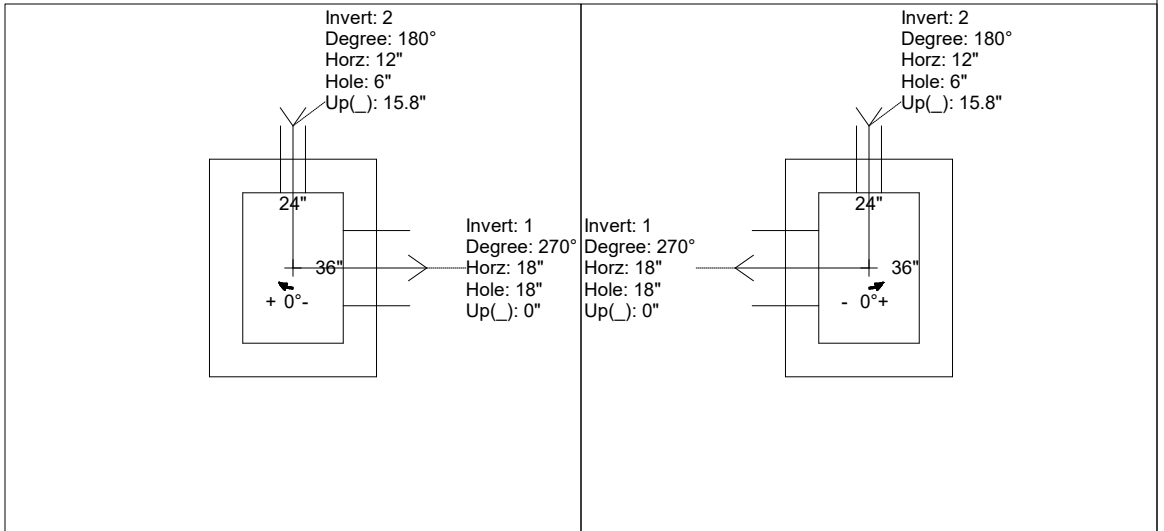 Invert: 2
Degree: 180°
Horz: 12"
Hole: 6"
Up(_): 15.8"
24"
36"
+ 0° -
Invert: 1
Degree: 270°
Horz: 18"
Hole: 18"
Up(_): 0"
Invert: 2
Degree: 180°
Horz: 12"
Hole: 6"
Up(_): 15.8"
Invert: 1
Degree: 270°
Horz: 18"
Hole: 18"
Up(_): 0"
24"
36"
- 0° +